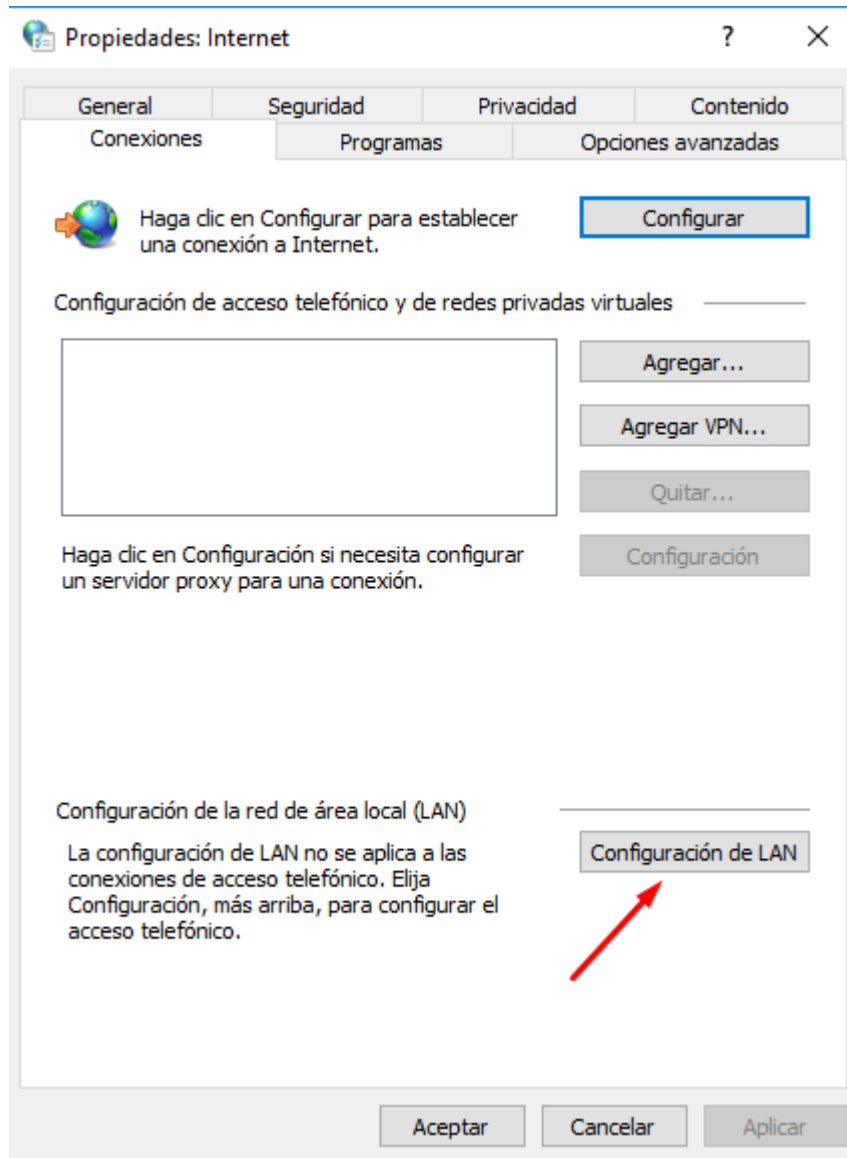 Propiedades: Internet
?
General
Seguridad
Privacidad
Contenido
Conexiones
Programas
Opciones avanzadas
Haga clic en Configurar para establecer
una conexión a Internet.
Configurar
Configuración de acceso telefónico y de redes privadas virtuales
Agregar...
Agregar VPN...
Quitar...
Haga clic en Configuración si necesita configurar
un servidor proxy para una conexión.
Configuración
Configuración de la red de área local (LAN)
La configuración de LAN no se aplica a las
conexiones de acceso telefónico. Elija
Configuración, más arriba, para configurar el
acceso telefónico.
Configuración de LAN
Aceptar
Cancelar
Aplicar